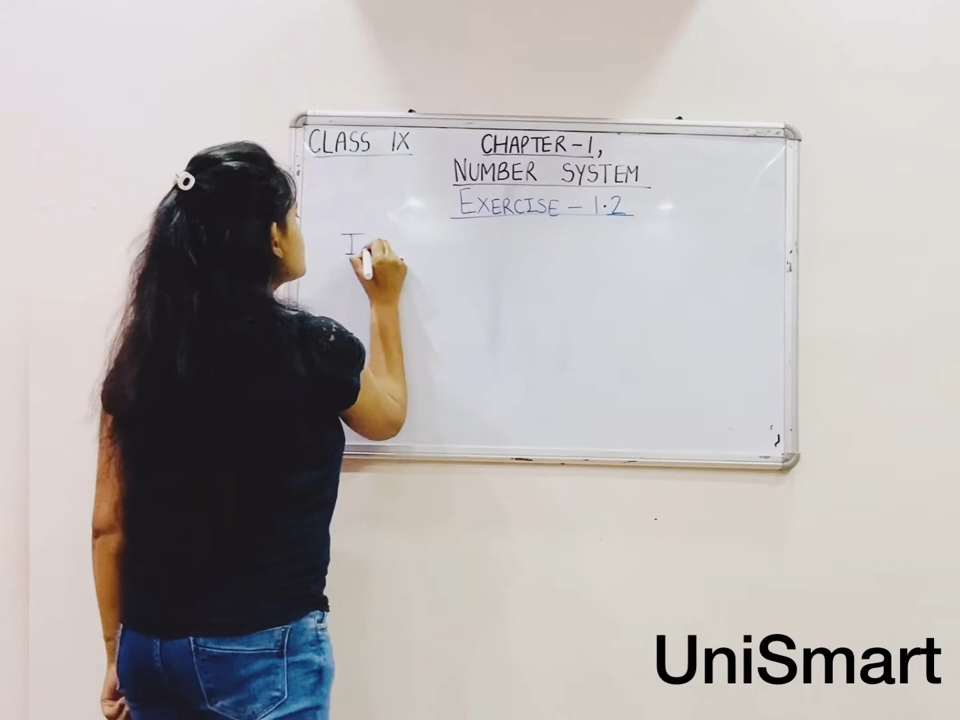 CLASS IX
CHAPTER-1,
NUMBER SYSTEM
EXERCISE - 1.2
I
UniSmart